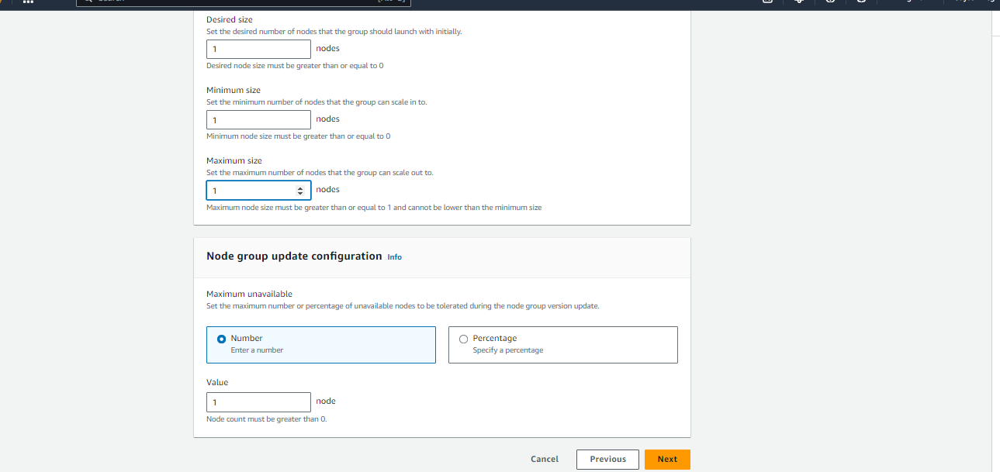 Desired size
Set the desired number of nodes that the group should launch with initially.
1 nodes
Desired node size must be greater than or equal to 0
Minimum size
Set the minimum number of nodes that the group can scale in to.
1 nodes
Minimum node size must be greater than or equal to 0
Maximum size
Set the maximum number of nodes that the group can scale out to.
1 nodes
Maximum node size must be greater than or equal to 1 and cannot be lower than the minimum size
Node group update configuration Info
Maximum unavailable
Set the maximum number or percentage of unavailable nodes to be tolerated during the node group version update.
Number Percentage
Enter a number Specify a percentage
Value
1 node
Node count must be greater than 0.
Cancel Previous Next